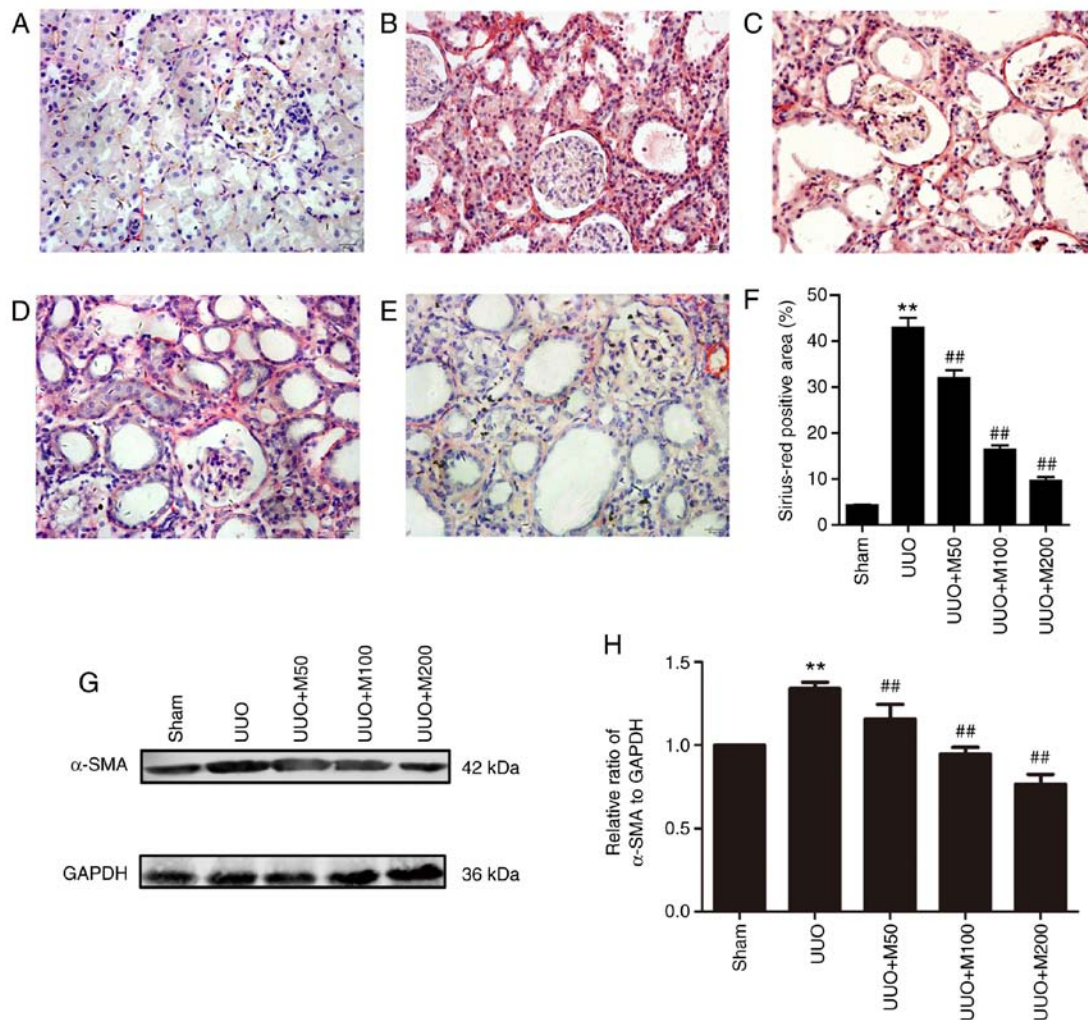 A
B
C
D
E
F
50
40
30
20
10
0
Sirius-red positive area (%)
**
##
##
##
Sham
UUO
UUO+M50
UUO+M100
UUO+M200
G
Sham
UUO
UUO+M50
UUO+M100
UUO+M200
α-SMA
42 kDa
GAPDH
36 kDa
H
1.5
1.0
0.5
0.0
Relative ratio of
α-SMA to GAPDH
**
##
##
##
Sham
UUO
UUO+M50
UUO+M100
UUO+M200